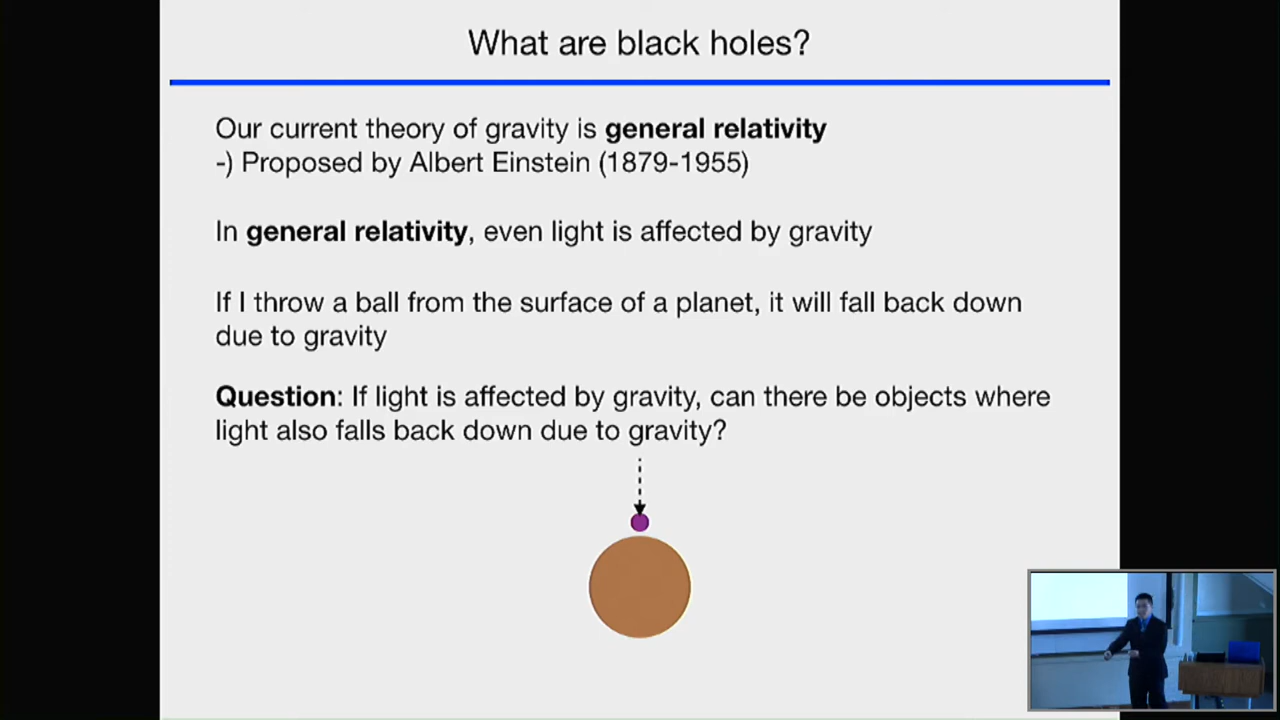 What are black holes?
Our current theory of gravity is general relativity
-) Proposed by Albert Einstein (1879-1955)
In general relativity, even light is affected by gravity
If I throw a ball from the surface of a planet, it will fall back down
due to gravity
Question: If light is affected by gravity, can there be objects where
light also falls back down due to gravity?